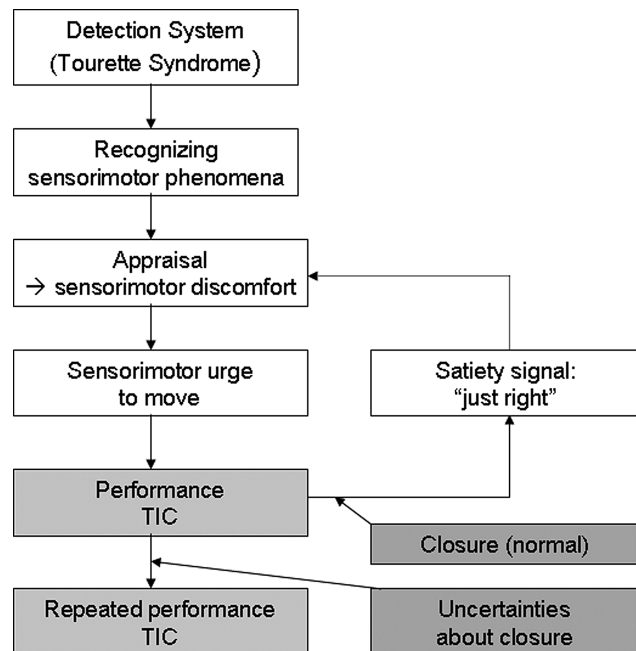 Detection System
(Tourette Syndrome)
Recognizing
sensorimotor phenomena
Appraisal
→ sensorimotor discomfort
Sensorimotor urge
to move
Satiety signal:
“just right”
Performance
TIC
Closure (normal)
Repeated performance
TIC
Uncertainties
about closure